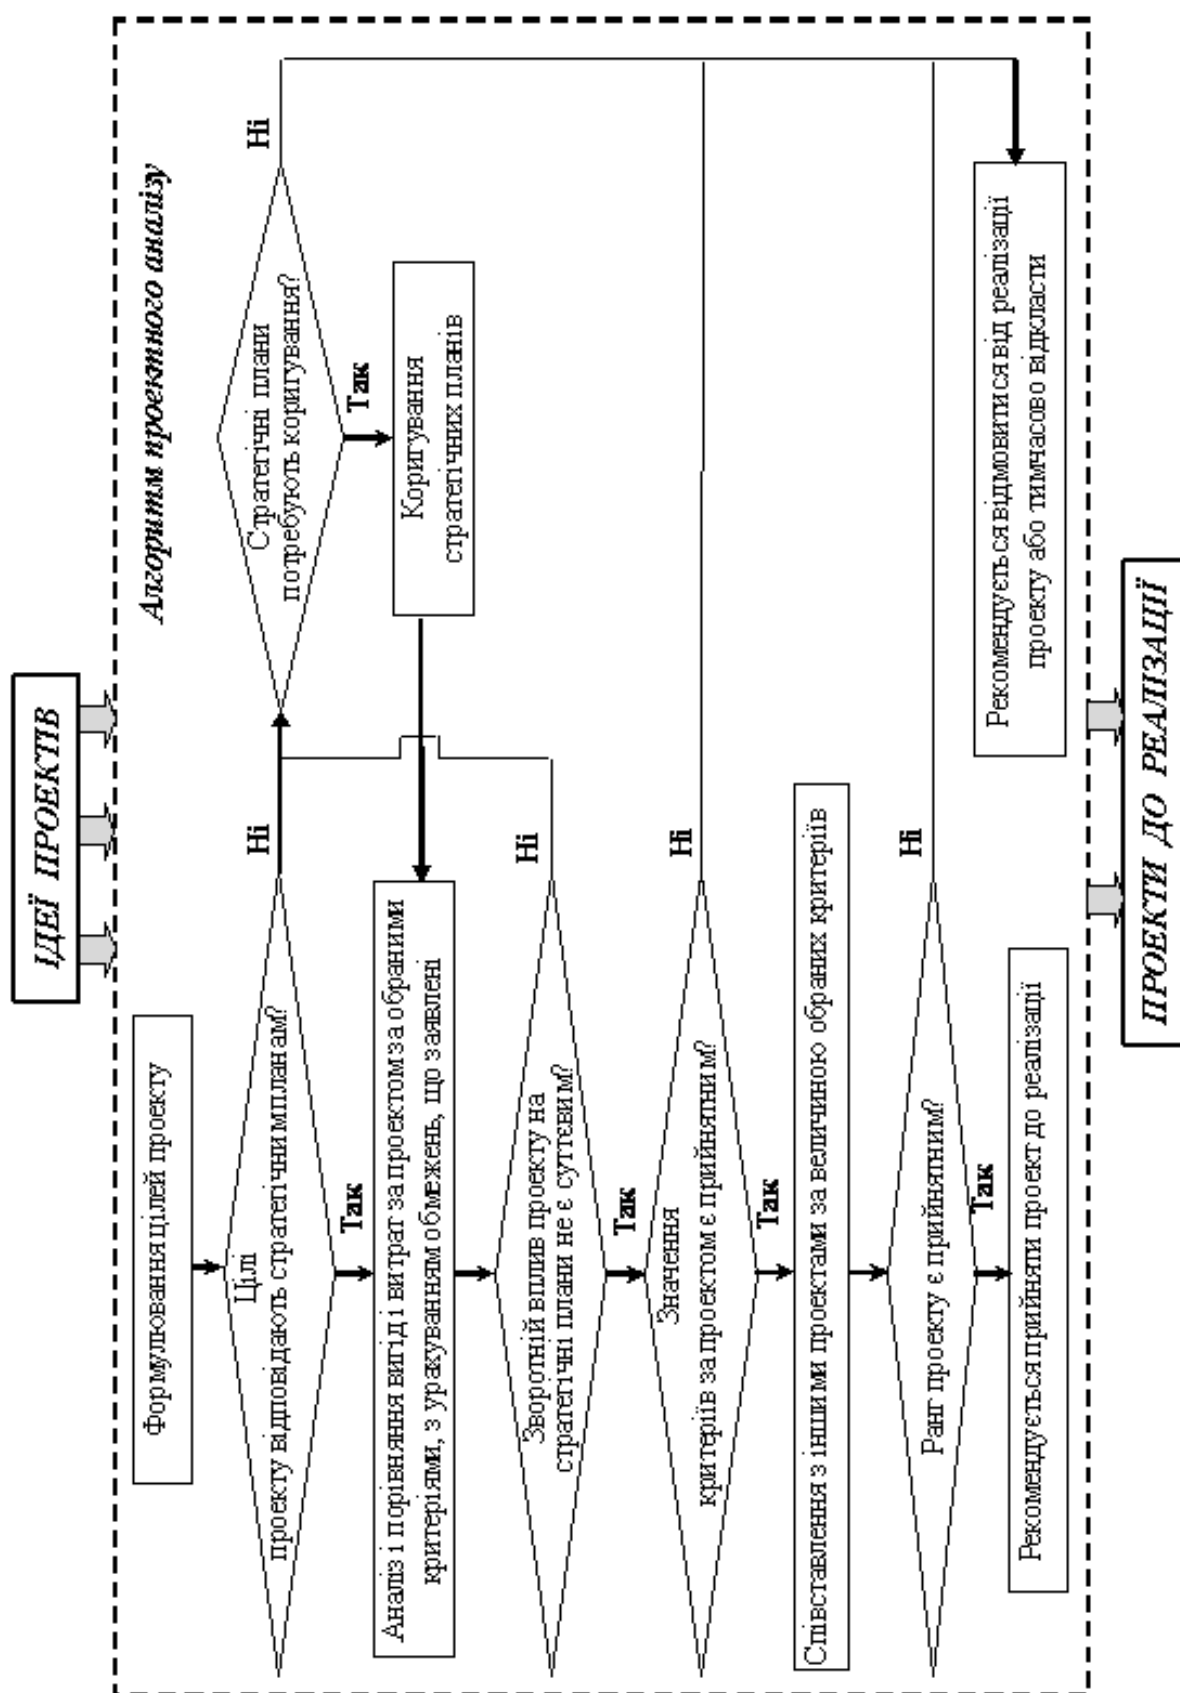 ІДЕЇ ПРОЕКТІВ
Алгоритм проектного аналізу
Формулювання цілей проекту
Цілі
проекту відповідають стратегічним планам?
Ні
Стратегічні плани
потребують коригування?
Ні
Так
Так
Коригування
стратегічних планів
Аналіз і порівняння вигід і витрат за проектом за обраними
критеріями, з урахуванням обмежень, що заявлені
Зворотній вплив проекту на
стратегічні плани не є суттєвим?
Ні
Так
Значення
критеріїв за проектом є прийнятним?
Ні
Так
Співставлення з іншими проектами за величиною обраних критеріїв
Ранг проекту є прийнятним?
Ні
Так
Рекомендується прийняти проект до реалізації
Рекомендується відмовитися від реалізації
проекту або тимчасово відкласти
ПРОЕКТИ ДО РЕАЛІЗАЦІЇ